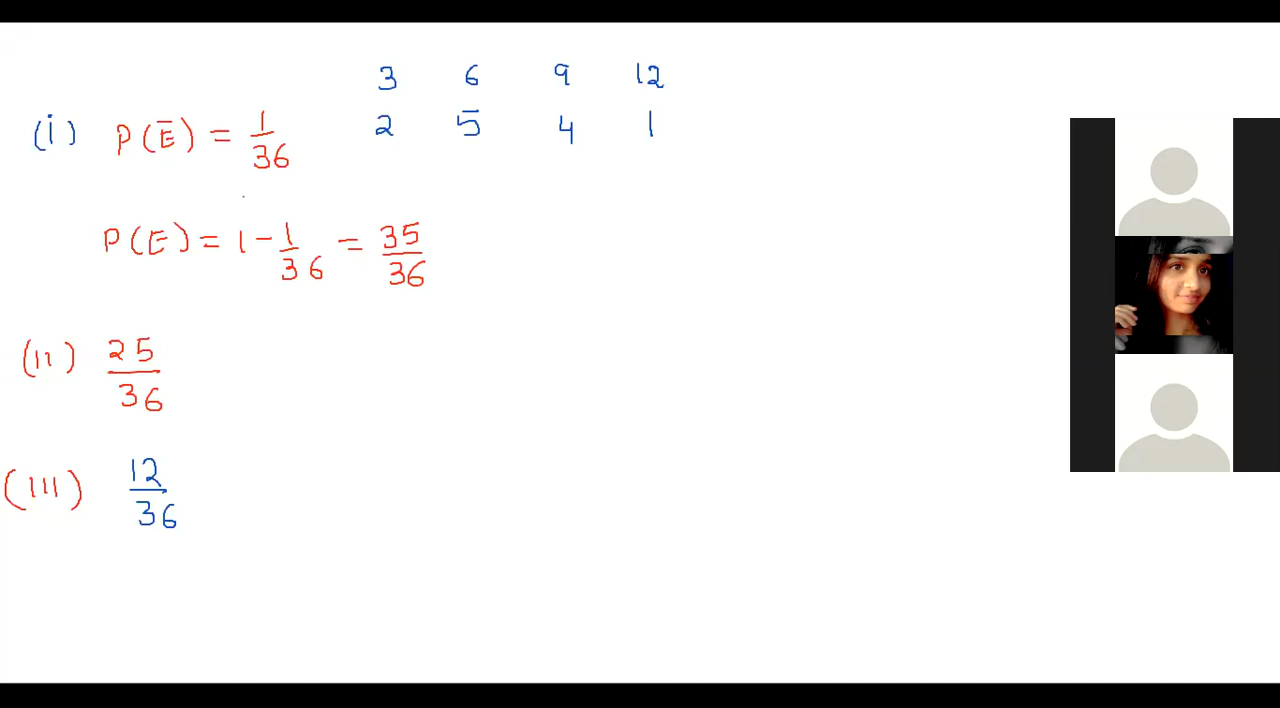 3 6 9 12
2 5 4 1
(i) P(E̅) = 1/36
P(E) = 1 - 1/36 = 35/36
(ii) 25/36
(iii) 12/36